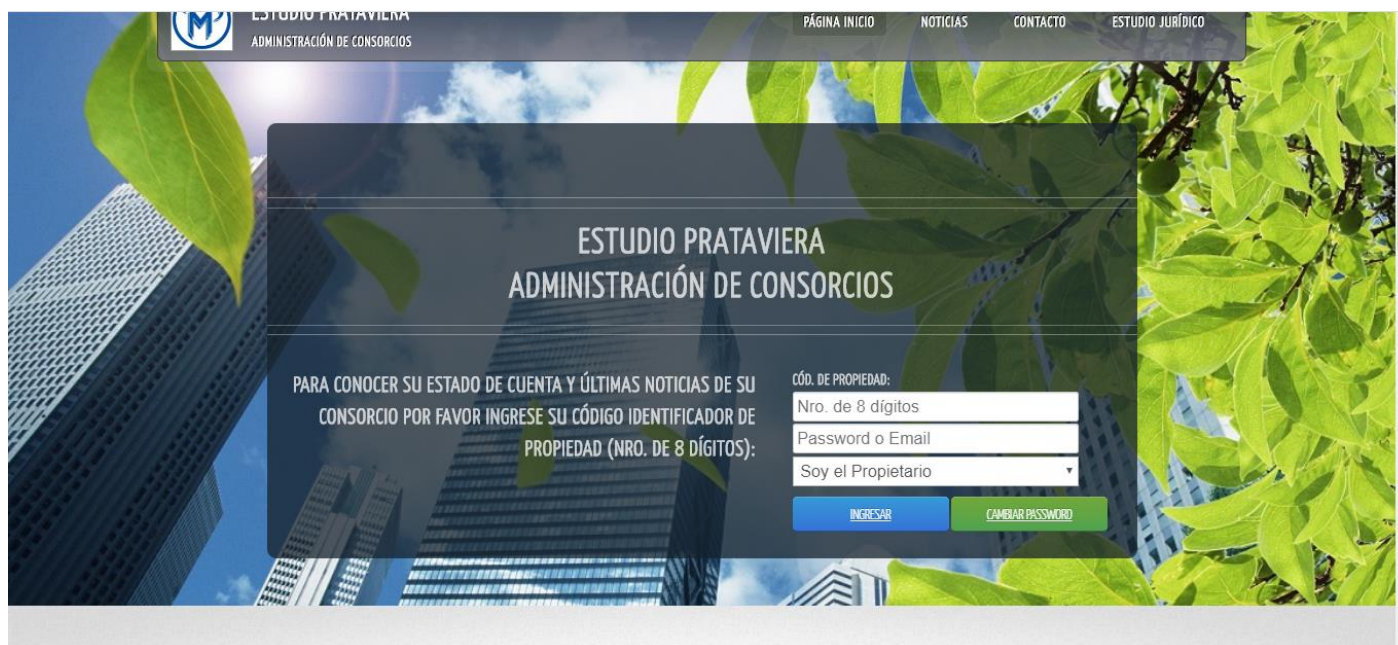 ESTUDIO PRATAVIERA
ADMINISTRACIÓN DE CONSORCIOS
PÁGINA INICIO NOTICIAS CONTACTO ESTUDIO JURÍDICO
ESTUDIO PRATAVIERA
ADMINISTRACIÓN DE CONSORCIOS
PARA CONOCER SU ESTADO DE CUENTA Y ÚLTIMAS NOTICIAS DE SU
CONSORCIO POR FAVOR INGRESE SU CÓDIGO IDENTIFICADOR DE
PROPIEDAD (NRO. DE 8 DÍGITOS):
CÓD. DE PROPIEDAD:
Nro. de 8 dígitos
Password o Email
Soy el Propietario
INGRESAR CAMBIAR PASSWORD